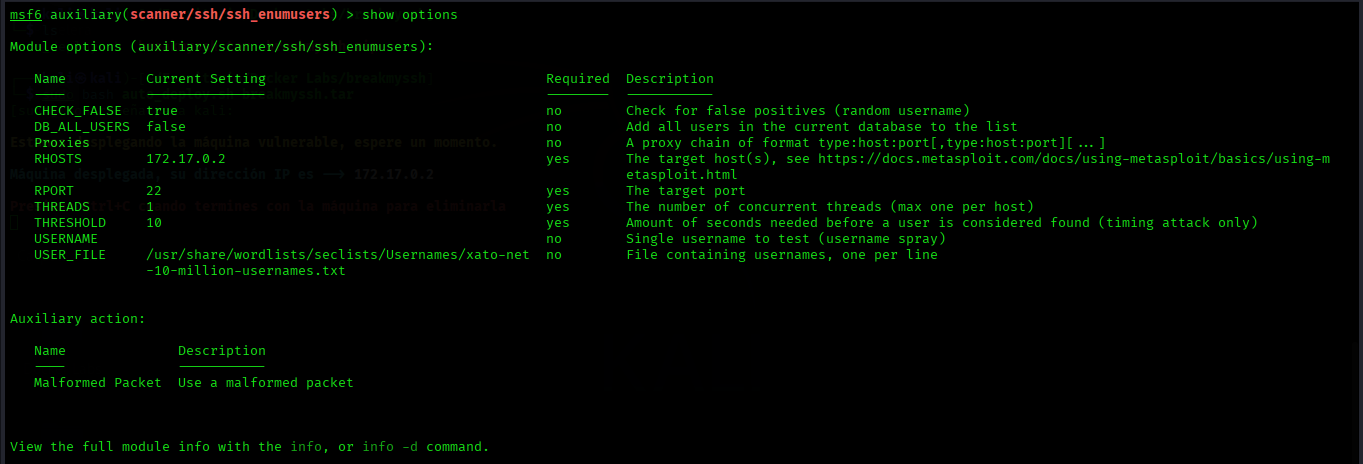 msf6 auxiliary(scanner/ssh/ssh_enumusers) > show options
Module options (auxiliary/scanner/ssh/ssh_enumusers):
Name Current Setting Required Description
CHECK_FALSE true no Check for false positives (random username)
DB_ALL_USERS false no Add all users in the current database to the list
Proxies no A proxy chain of format type:host:port[,type:host:port][...]
RHOSTS 172.17.0.2 yes The target host(s), see https://docs.metasploit.com/docs/using-metasploit/basics/using-m
etasploit.html
RPORT 22 yes The target port
THREADS 1 yes The number of concurrent threads (max one per host)
THRESHOLD 10 yes Amount of seconds needed before a user is considered found (timing attack only)
USERNAME no Single username to test (username spray)
USER_FILE /usr/share/wordlists/seclists/Usernames/xato-net no File containing usernames, one per line
-10-million-usernames.txt
Auxiliary action:
Name Description
Malformed Packet Use a malformed packet
View the full module info with the info, or info -d command.